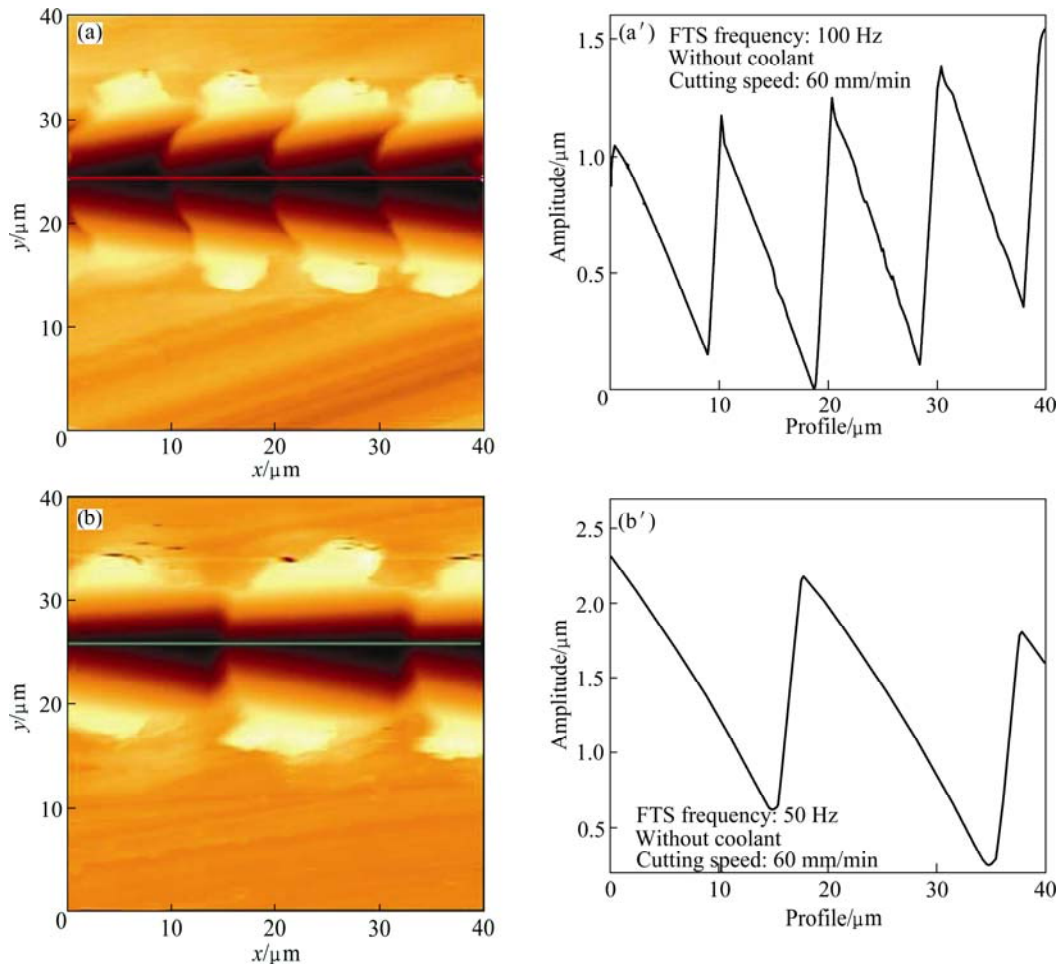 (a)
40
30
20
10
0
y/μm
0
10
20
30
40
x/μm
(a′)
FTS frequency: 100 Hz
Without coolant
Cutting speed: 60 mm/min
1.5
1.0
0.5
0
Amplitude/μm
10
20
30
40
Profile/μm
(b)
40
30
20
10
0
y/μm
0
10
20
30
40
x/μm
(b′)
2.5
2.0
1.5
1.0
0.5
Amplitude/μm
FTS frequency: 50 Hz
Without coolant
Cutting speed: 60 mm/min
0
10
20
30
40
Profile/μm